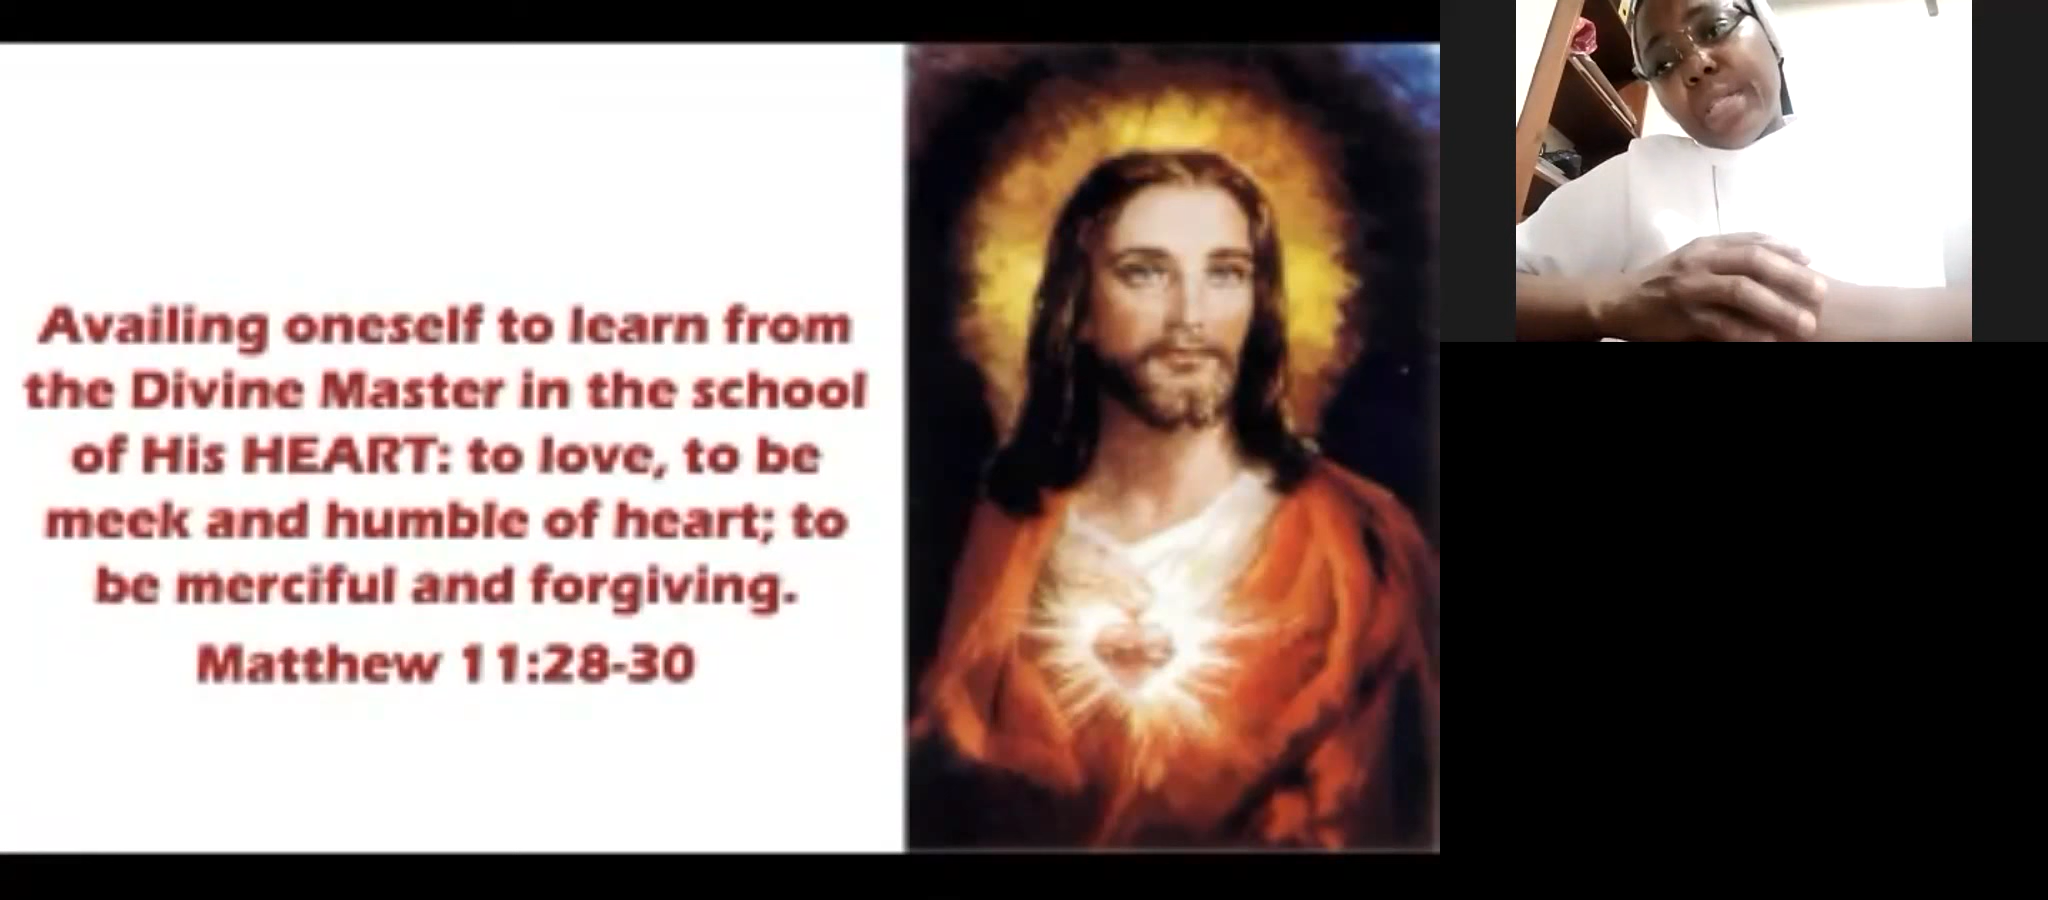 Availing oneself to learn from
the Divine Master in the school
of His HEART: to love, to be
meek and humble of heart; to
be merciful and forgiving.
Matthew 11:28-30